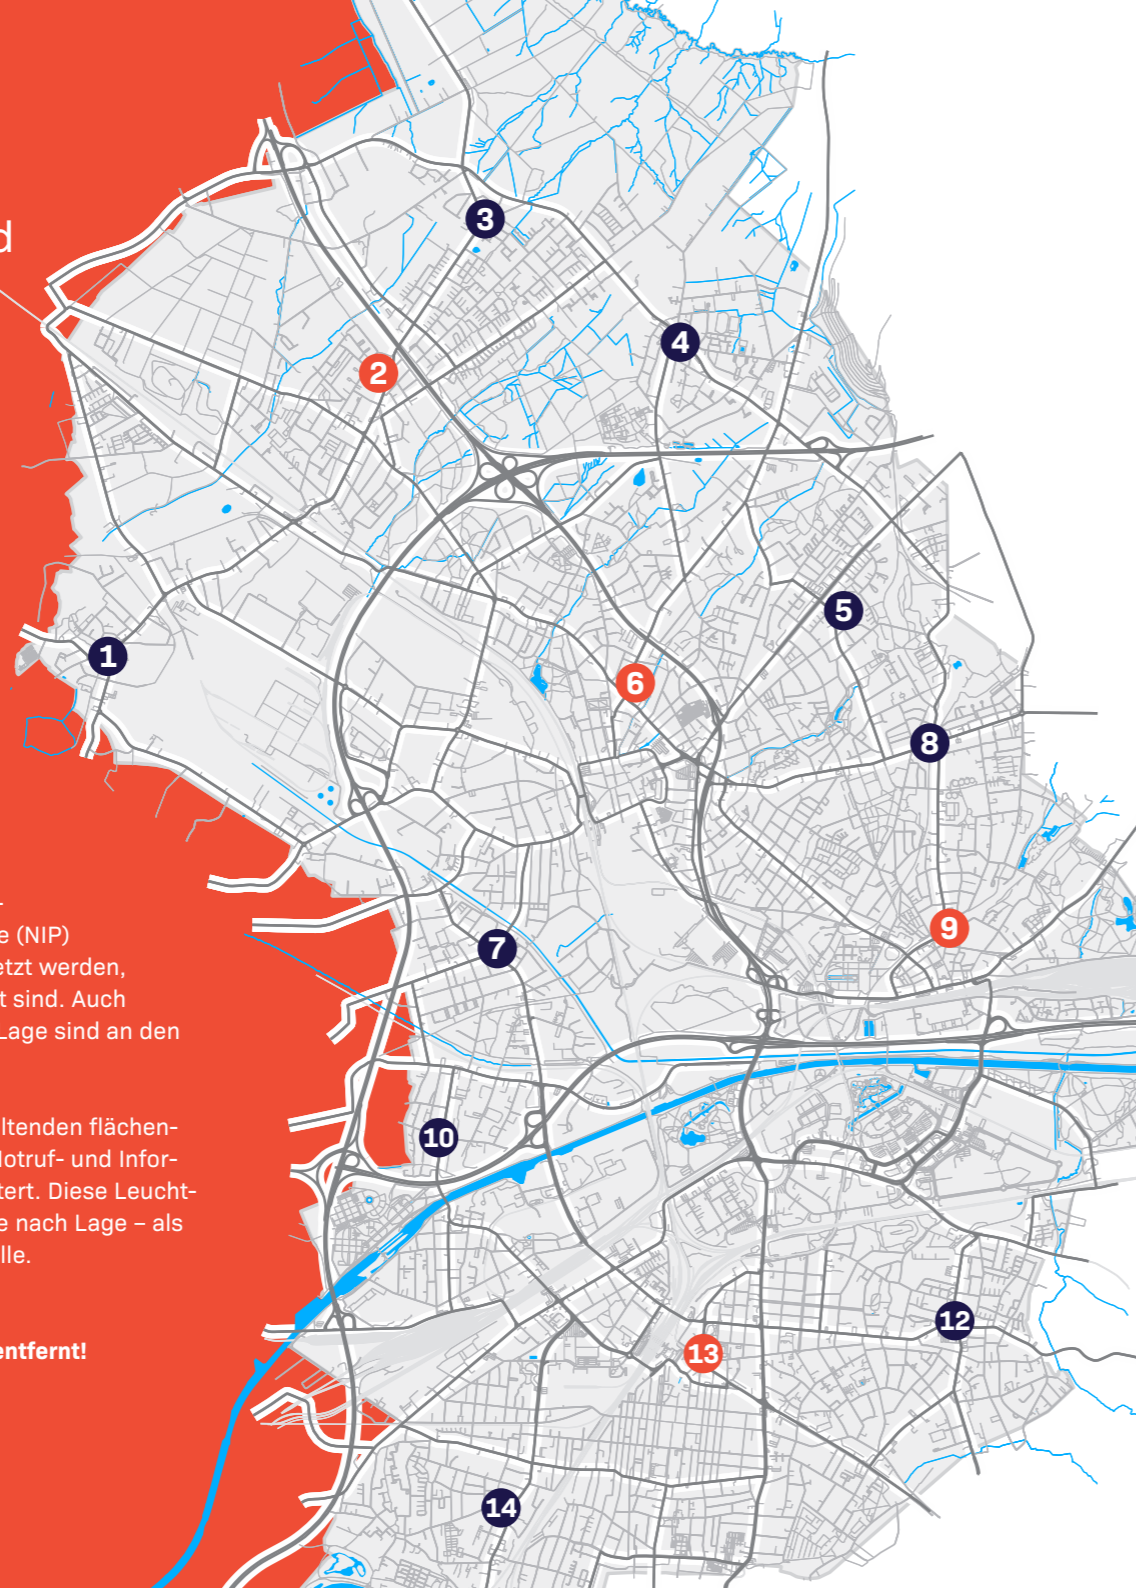 d
3
4
2
5
1
6
8
-
e (NIP)
etzt werden,
t sind. Auch
Lage sind an den
9
7
ltenden flächen-
Notruf- und Infor-
tert. Diese Leucht-
e nach Lage – als
lle.
10
entfernt!
12
13
14